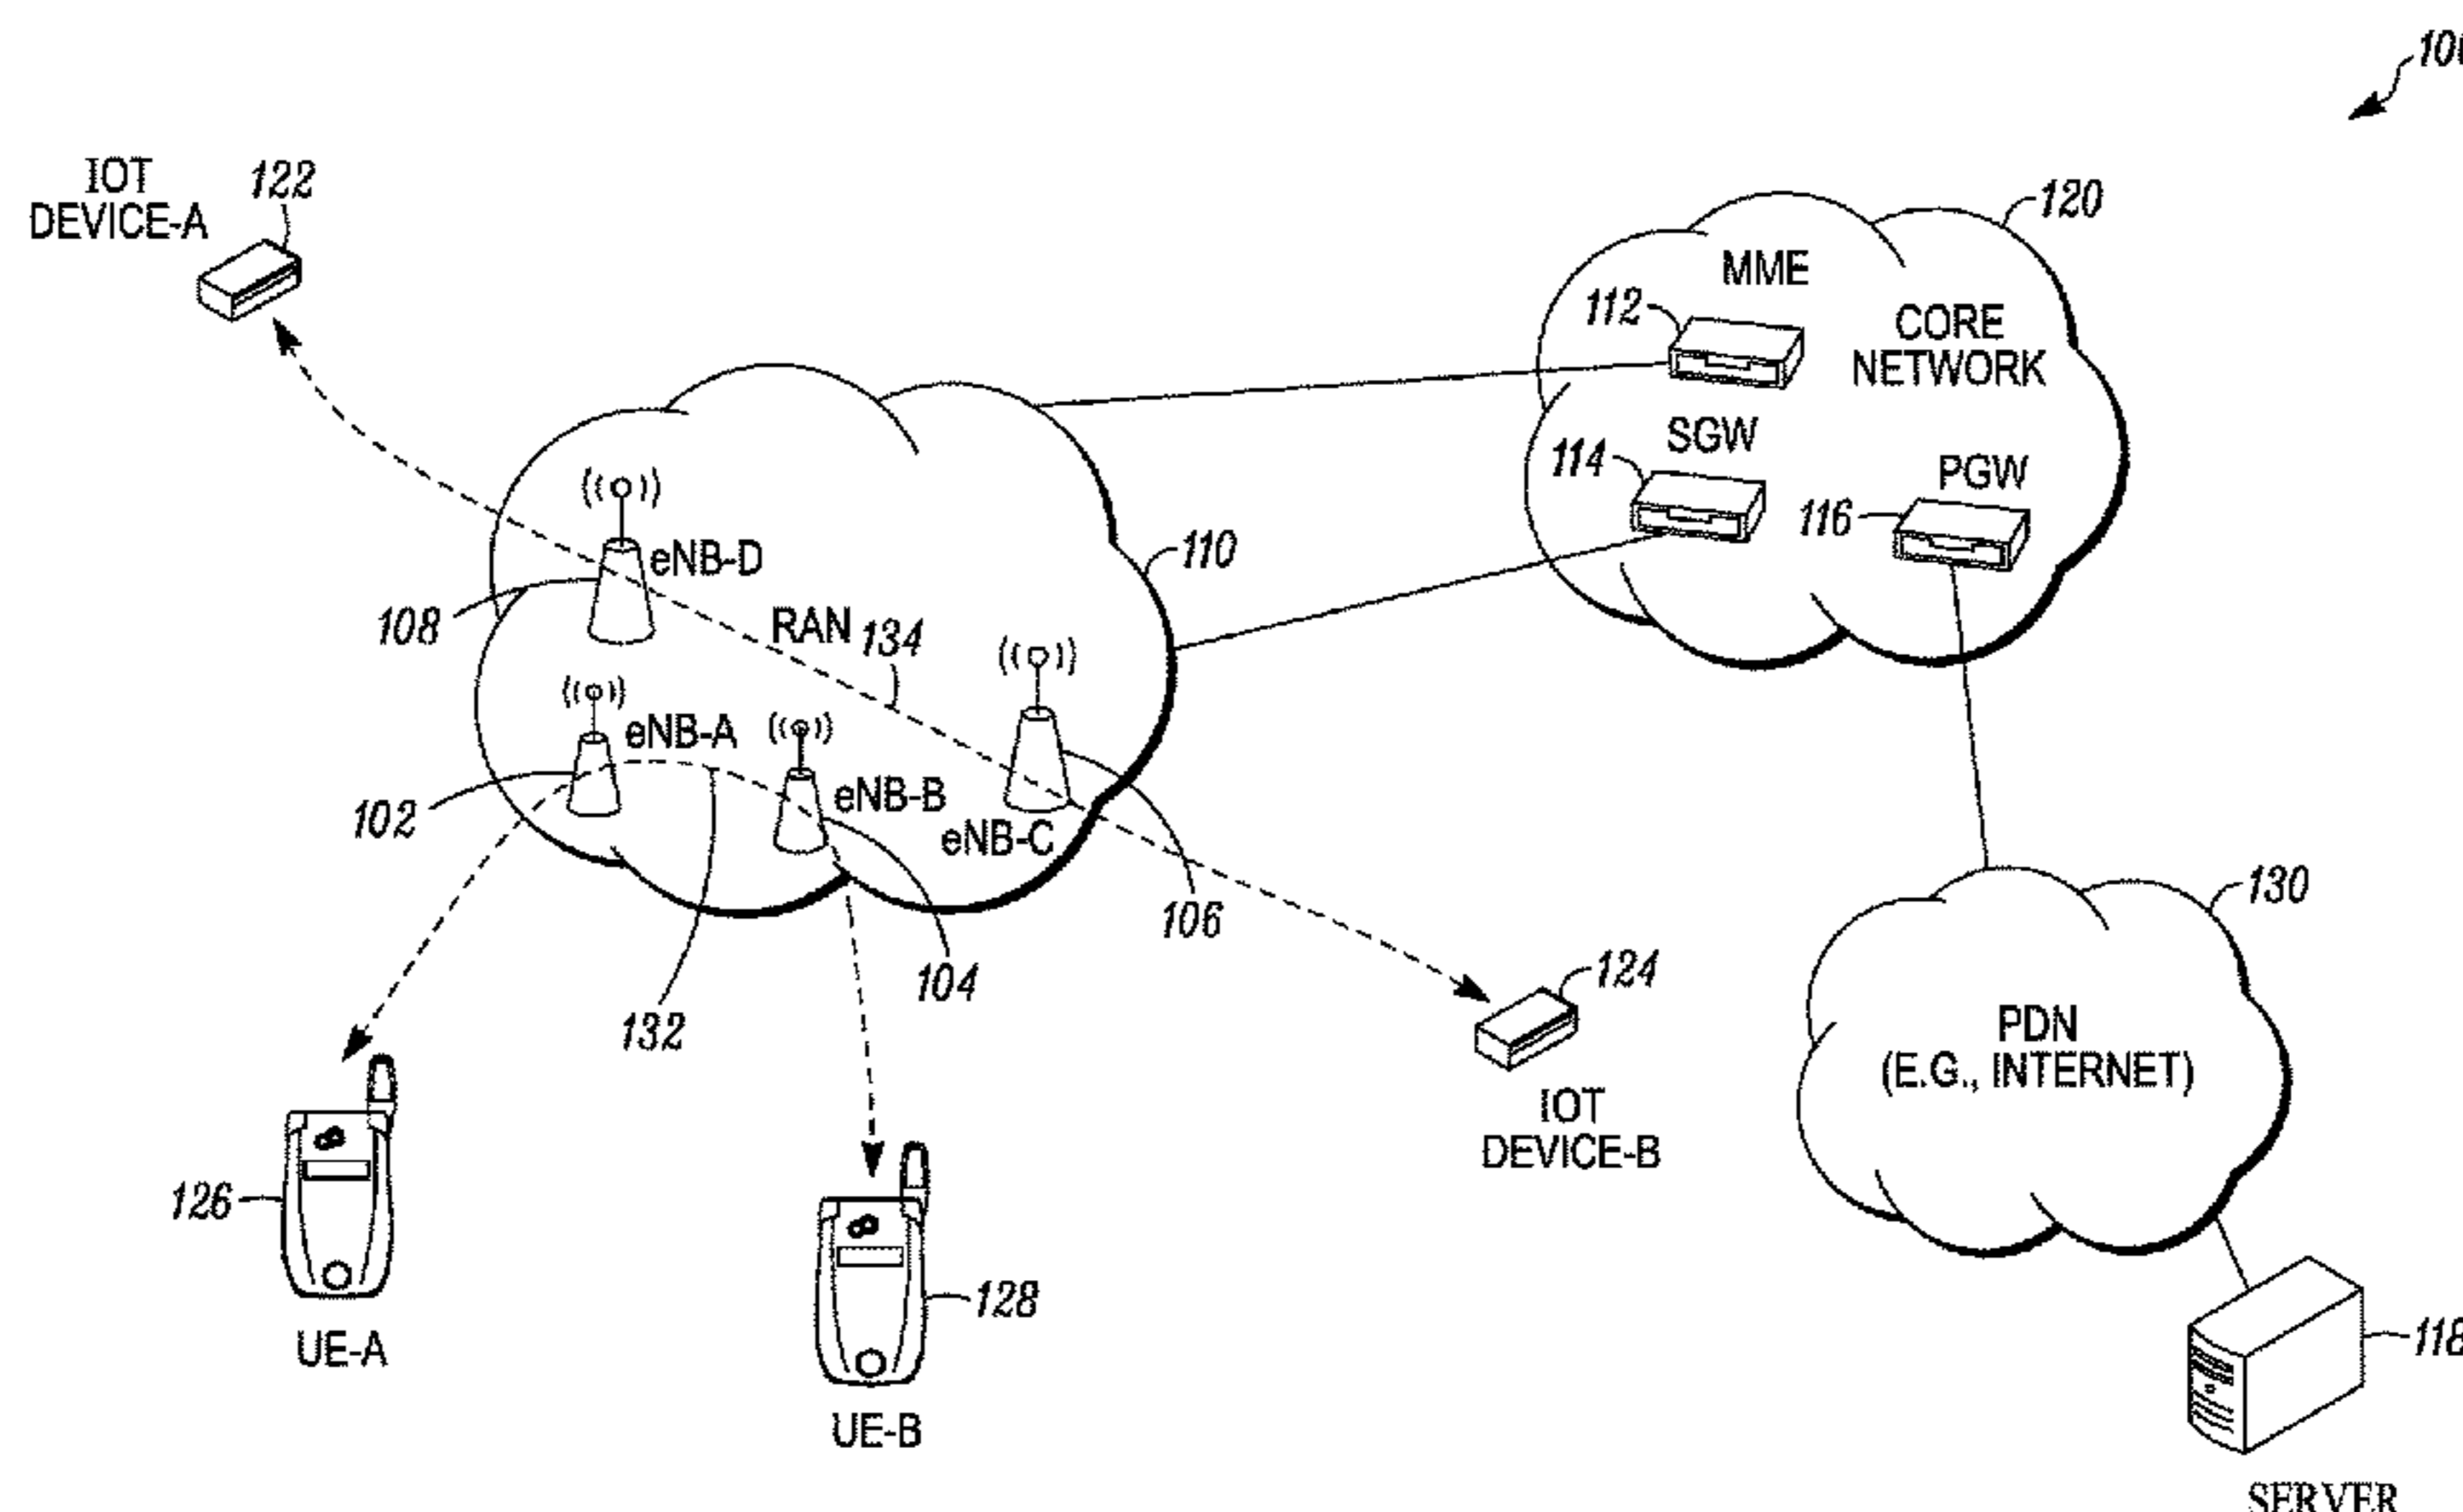 100
IOT
DEVICE-A
122
120
MME
112
CORE
NETWORK
SGW
114
PGW
116
110
eNB-D
108
RAN
134
eNB-A
102
eNB-B
eNB-C
106
104
132
130
124
PDN
(E.G., INTERNET)
IOT
DEVICE-B
126
128
118
UE-A
UE-B
SERVER